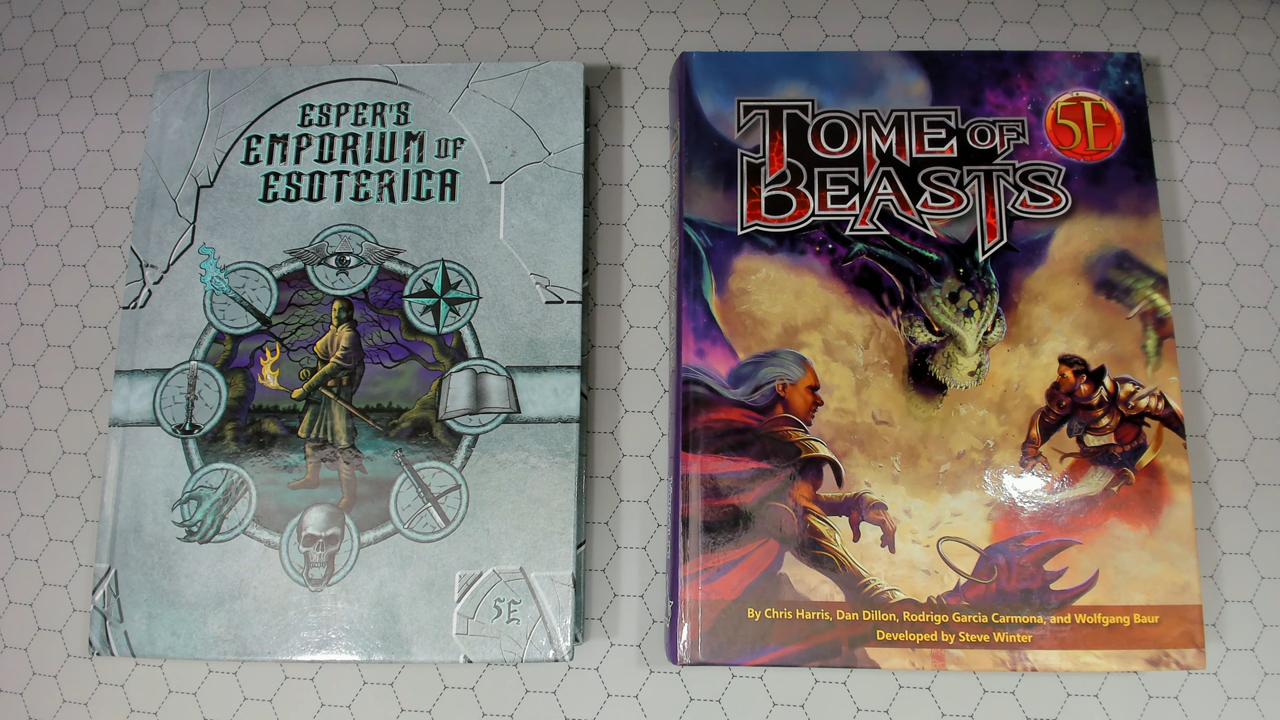 ESPER'S
EMPORIUM OF
ESOTERICA
5E
TOME OF
BEASTS
5E
By Chris Harris, Dan Dillon, Rodrigo Garcia Carmona, and Wolfgang Baur
Developed by Steve Winter